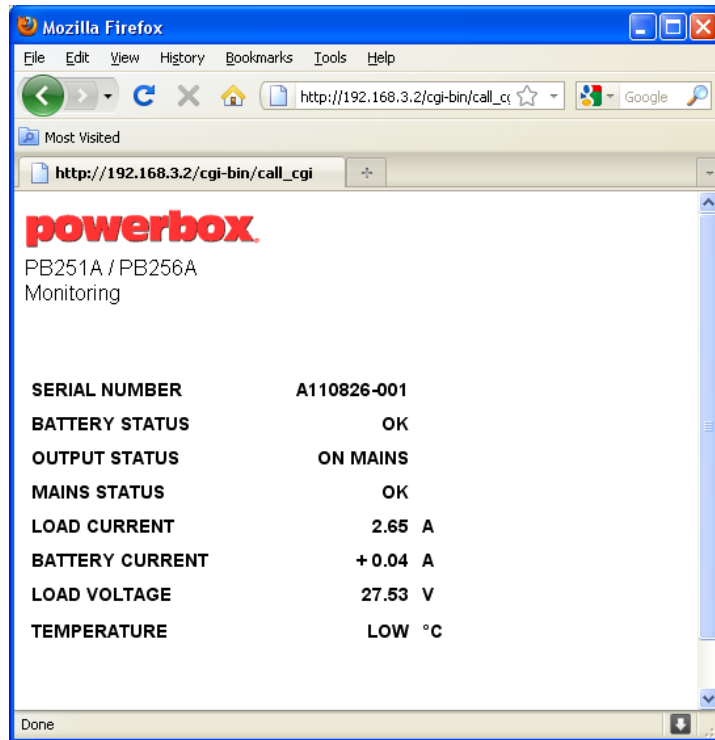 Mozilla Firefox
File Edit View History Bookmarks Tools Help
http://192.168.3.2/cgi-bin/call_cg Google
Most Visited
http://192.168.3.2/cgi-bin/call_cgi
powerbox
PB251A / PB256A
Monitoring
SERIAL NUMBER A110826-001
BATTERY STATUS OK
OUTPUT STATUS ON MAINS
MAINS STATUS OK
LOAD CURRENT 2.65 A
BATTERY CURRENT + 0.04 A
LOAD VOLTAGE 27.53 V
TEMPERATURE LOW °C
Done